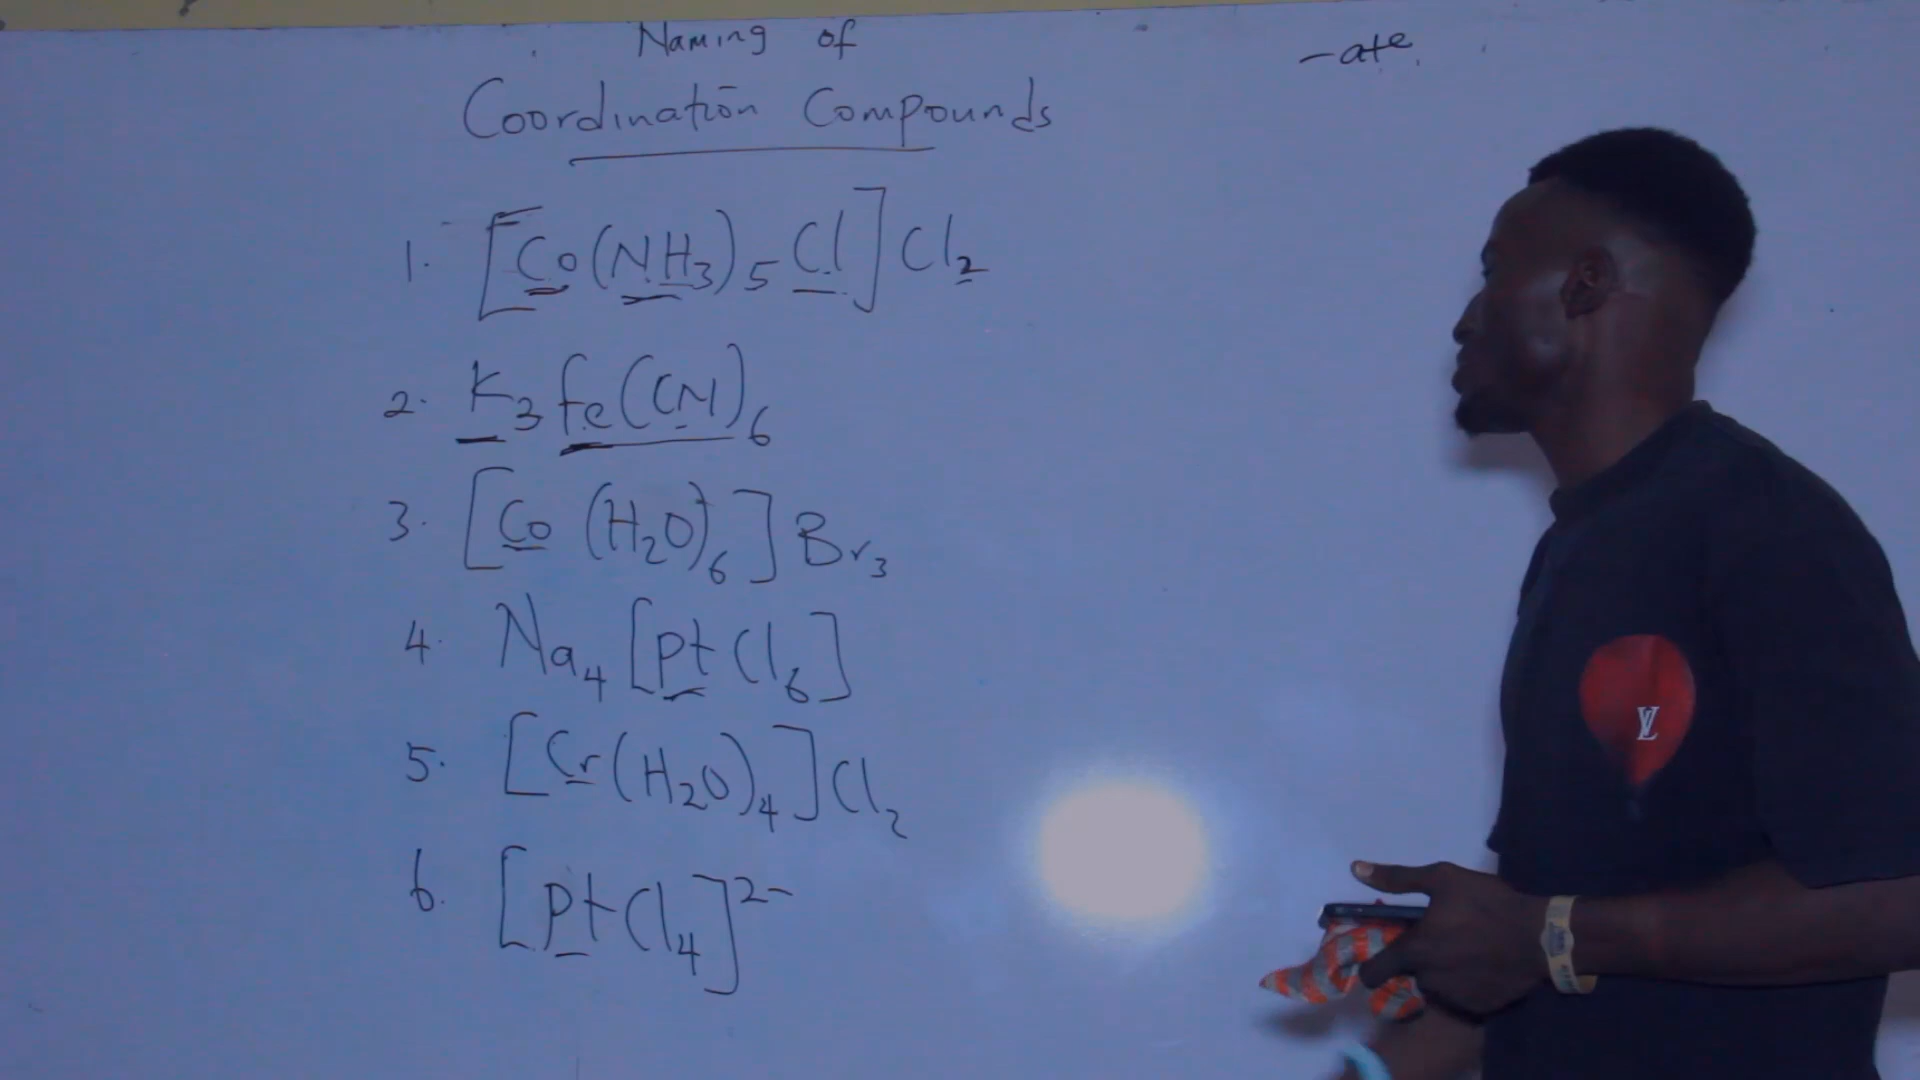 Naming of
-ate.
Coordination Compounds
1. [Co(NH3)5Cl]Cl2
2. K3Fe(CN)6
3. [Co(H2O)6]Br3
4. Na4[PtCl6]
5. [Cr(H2O)4]Cl2
6. [PtCl4]2-
LV